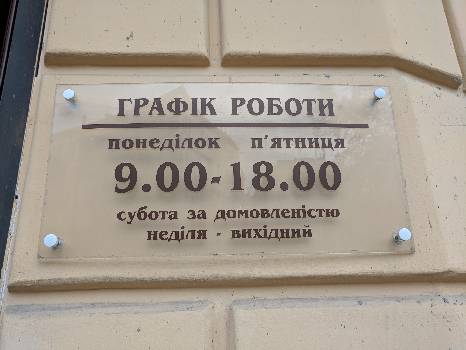 ГРАФІК РОБОТИ
понеділок п'ятниця
9.00-18.00
субота за домовленістю
неділя - вихідний